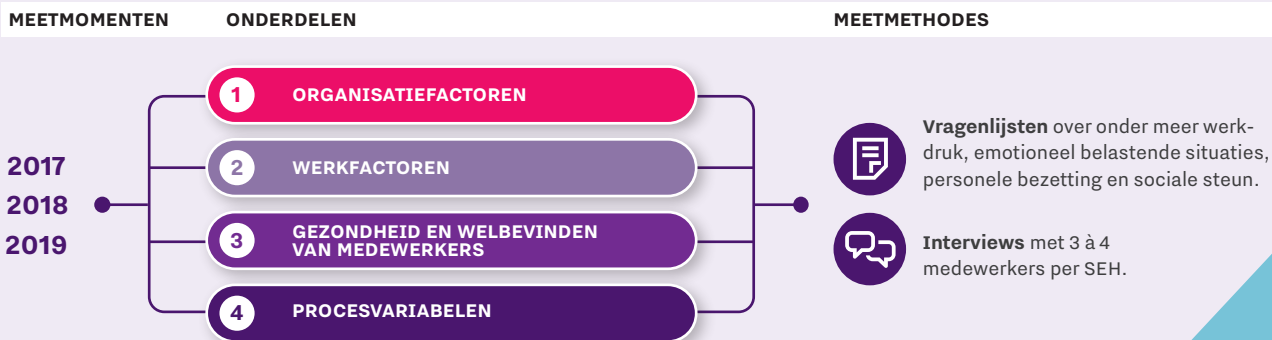 MEETMOMENTEN
ONDERDELEN
MEETMETHODES
2017
2018
2019
1
ORGANISATIEFACTOREN
2
WERKFACTOREN
3
GEZONDHEID EN WELBEVINDEN
VAN MEDEWERKERS
4
PROCESVARIABELEN
Vragenlijsten over onder meer werk-
druk, emotioneel belastende situaties,
personele bezetting en sociale steun.
Interviews met 3 à 4
medewerkers per SEH.